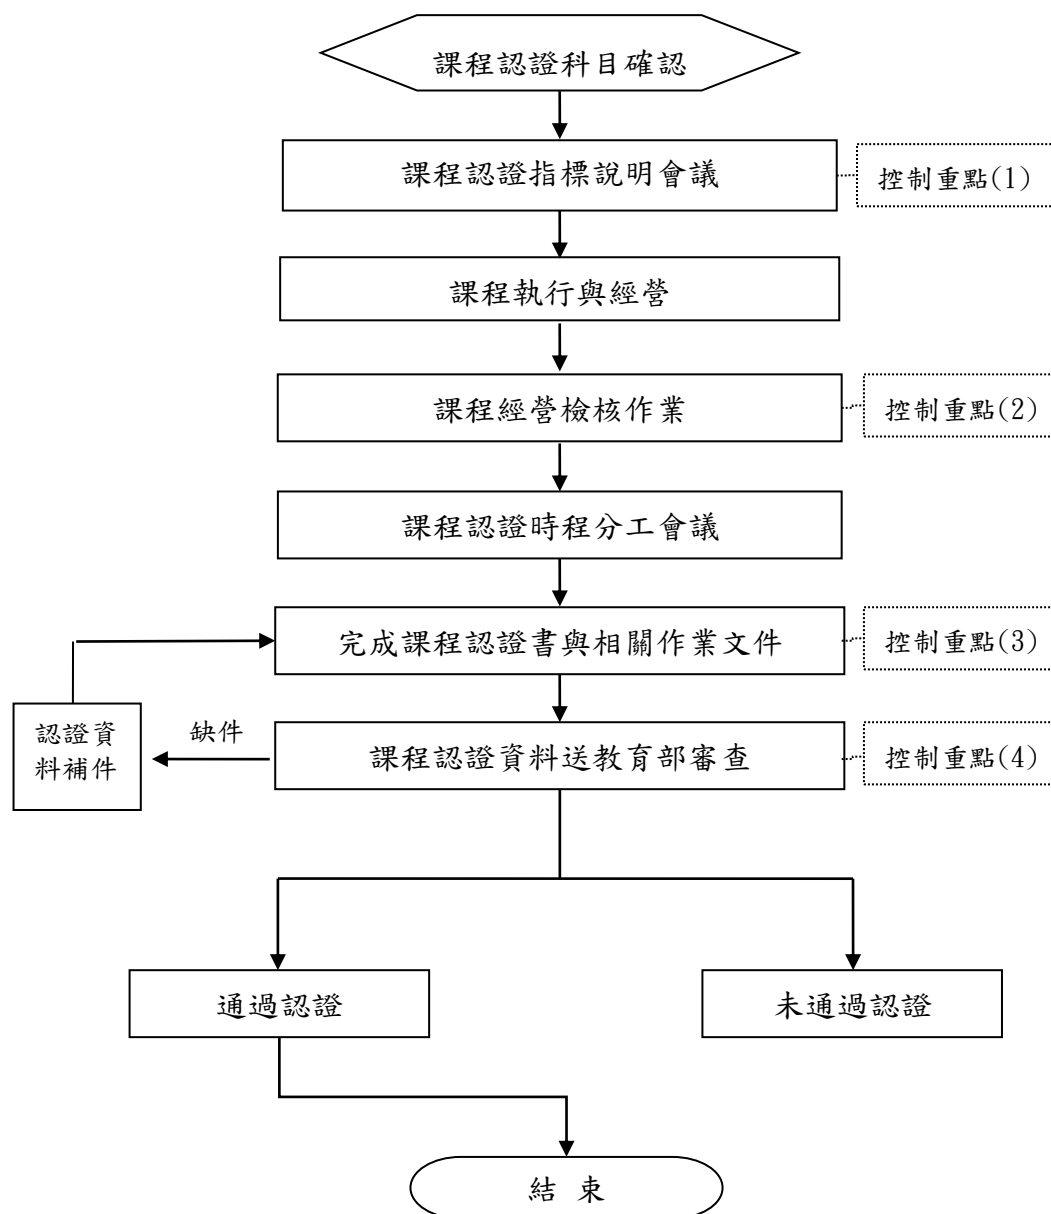 課程認證科目確認
課程認證指標說明會議
控制重點(1)
課程執行與經營
課程經營檢核作業
控制重點(2)
課程認證時程分工會議
完成課程認證書與相關作業文件
控制重點(3)
認證資
料補件
缺件
課程認證資料送教育部審查
控制重點(4)
通過認證
未通過認證
結 束